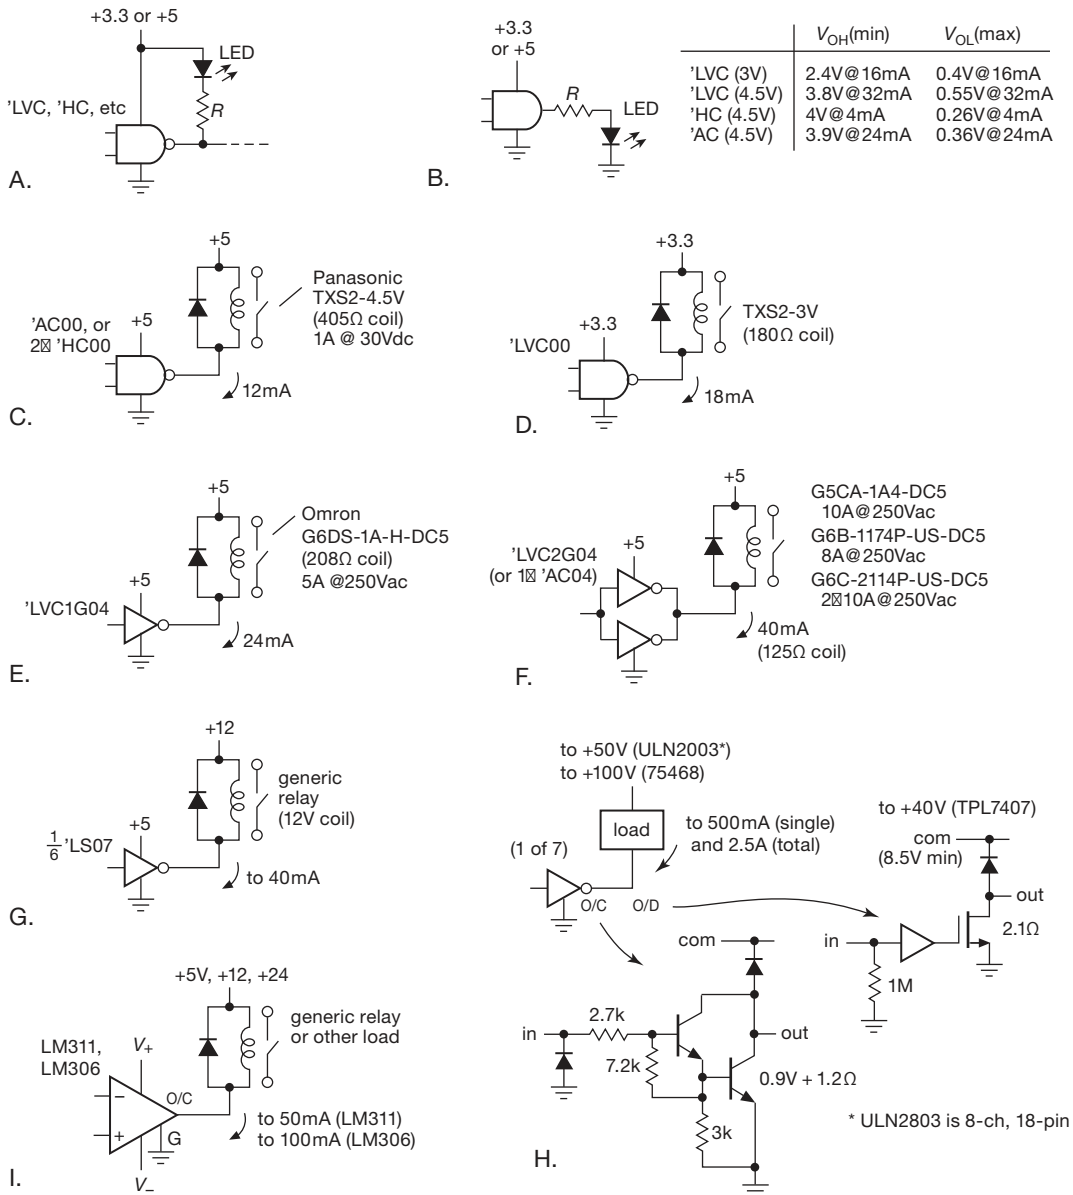 +3.3 or +5
LED
R
'LVC, 'HC, etc
A.
+3.3
or +5
R
LED
B.
VOH(min) VOL(max)
'LVC (3V) 2.4V@16mA 0.4V@16mA
'LVC (4.5V) 3.8V@32mA 0.55V@32mA
'HC (4.5V) 4V@4mA 0.26V@4mA
'AC (4.5V) 3.9V@24mA 0.36V@24mA
+5
Panasonic
TXS2-4.5V
(405Ω coil)
1A @ 30Vdc
'AC00, or
2 'HC00
+5
12mA
C.
+3.3
TXS2-3V
(180Ω coil)
+3.3
'LVC00
18mA
D.
+5
Omron
G6DS-1A-H-DC5
(208Ω coil)
5A @250Vac
+5
'LVC1G04
24mA
E.
+5
G5CA-1A4-DC5
10A@250Vac
G6B-1174P-US-DC5
8A@250Vac
G6C-2114P-US-DC5
2 10A@250Vac
+5
'LVC2G04
(or 1 'AC04)
40mA
(125Ω coil)
F.
+12
generic
relay
(12V coil)
1/6 'LS07
+5
to 40mA
G.
to +50V (ULN2003*)
to +100V (75468)
load
to 500mA (single)
and 2.5A (total)
(1 of 7)
O/C O/D
to +40V (TPL7407)
com
(8.5V min)
out
in
2.1Ω
1M
com
in
2.7k
out
7.2k
0.9V + 1.2Ω
3k
* ULN2803 is 8-ch, 18-pin
H.
+5V, +12, +24
generic relay
or other load
LM311,
LM306
V+
O/C
−
+
G
V−
to 50mA (LM311)
to 100mA (LM306)
I.